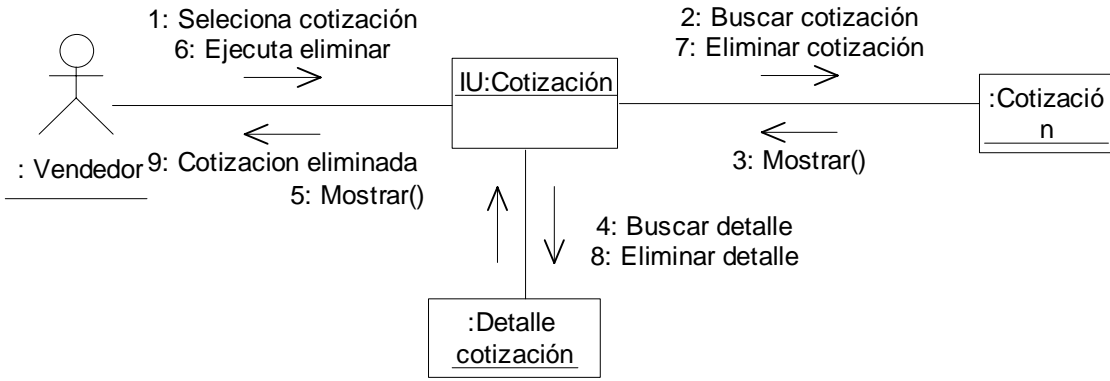 1: Seleciona cotización
6: Ejecuta eliminar
2: Buscar cotización
7: Eliminar cotización
IU:Cotización
:Cotizació
n
: Vendedor
9: Cotizacion eliminada
5: Mostrar()
3: Mostrar()
4: Buscar detalle
8: Eliminar detalle
:Detalle
cotización